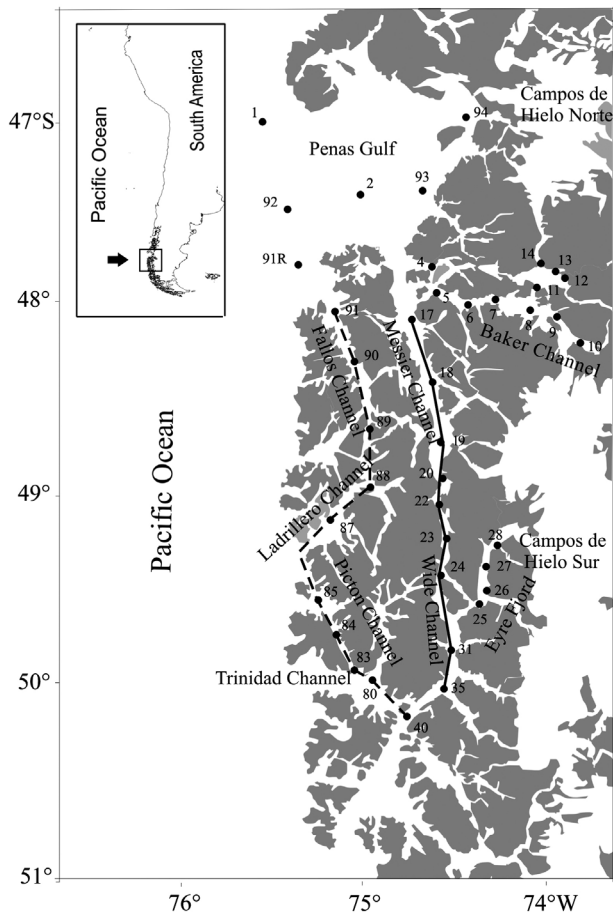 Pacific Ocean
South America
Campos de
Hielo Norte
94
1
47°S
Penas Gulf
93
2
92
91R
4
14
13
12
11
5
6
7
8
9
10
48°
17
91
Baker Channel
Fallos Channel
Messier Channel
90
18
89
19
88
20
22
49°
Ladrillero Channel
87
23
28
Campos de
Hielo Sur
27
24
26
25
Eyre Fjord
Pacific Ocean
85
Picton Channel
Wide Channel
84
83
31
Trinidad Channel
80
35
50°
40
51°
76°
75°
74°W